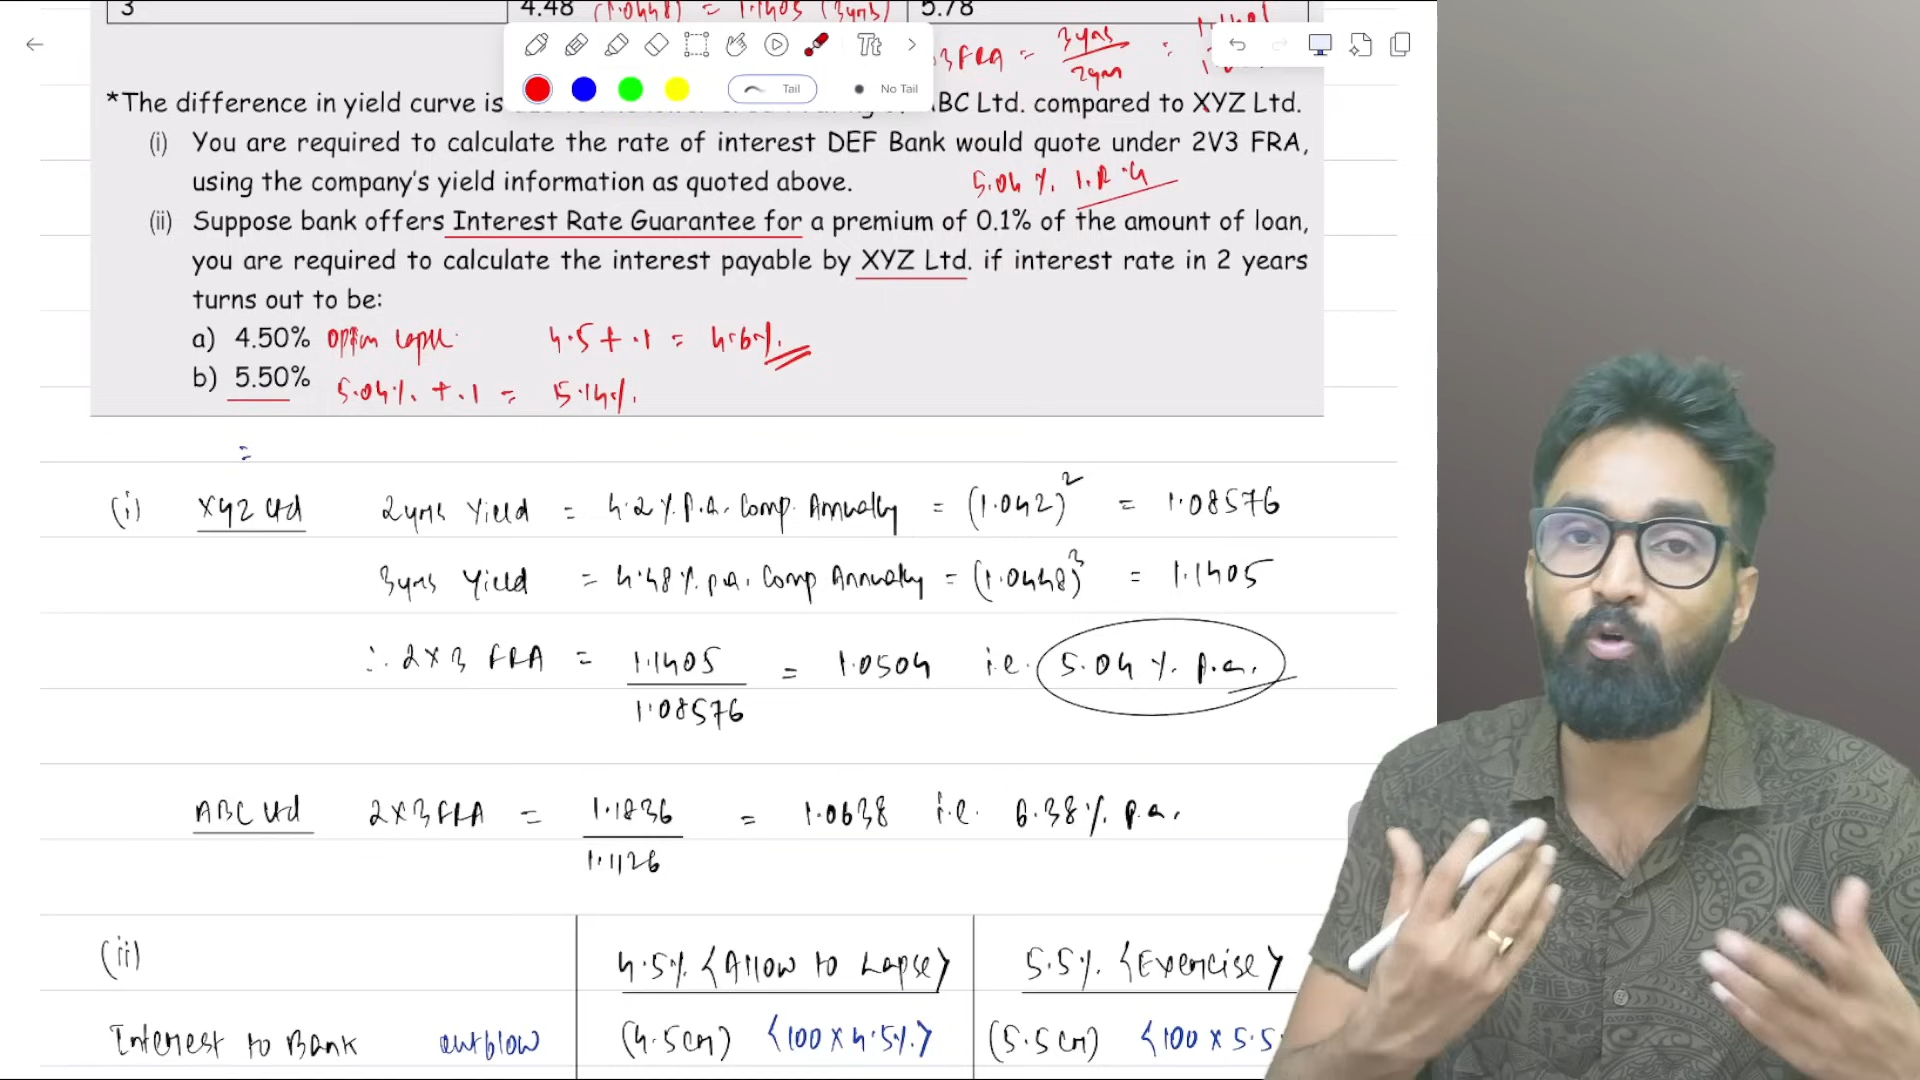 3 4.48 (1.0448) = 1.1405 (3yrs) 5.78
3 FRA = 3yrs / 2yrs =
Tt
Tail No Tail
*The difference in yield curve is BC Ltd. compared to XYZ Ltd.
(i) You are required to calculate the rate of interest DEF Bank would quote under 2V3 FRA,
using the company's yield information as quoted above. 5.04 %. I.R.G
(ii) Suppose bank offers Interest Rate Guarantee for a premium of 0.1% of the amount of loan,
you are required to calculate the interest payable by XYZ Ltd. if interest rate in 2 years
turns out to be:
a) 4.50% Option lapse. 4.5 + .1 = 4.6%.
b) 5.50% 5.04%. + .1 = 5.14%.
=
(i) XYZ Ltd 2yrs Yield = 4.2 %. P.a. Comp. Annually = (1.042)² = 1.08576
3yrs Yield = 4.48 %. p.a. Comp Annually = (1.0448)³ = 1.1405
∴ 2x3 FRA = 1.1405 / 1.08576 = 1.0504 i.e. 5.04 %. p.a.
ABC Ltd 2x3 FRA = 1.1836 / 1.1126 = 1.0638 i.e. 6.38%. p.a.
(ii) 4.5%. {Allow to Lapse} 5.5%. {Exercise}
Interest to Bank outflow (4.5cr) {100 x 4.5%.} (5.5cr) {100 x 5.5